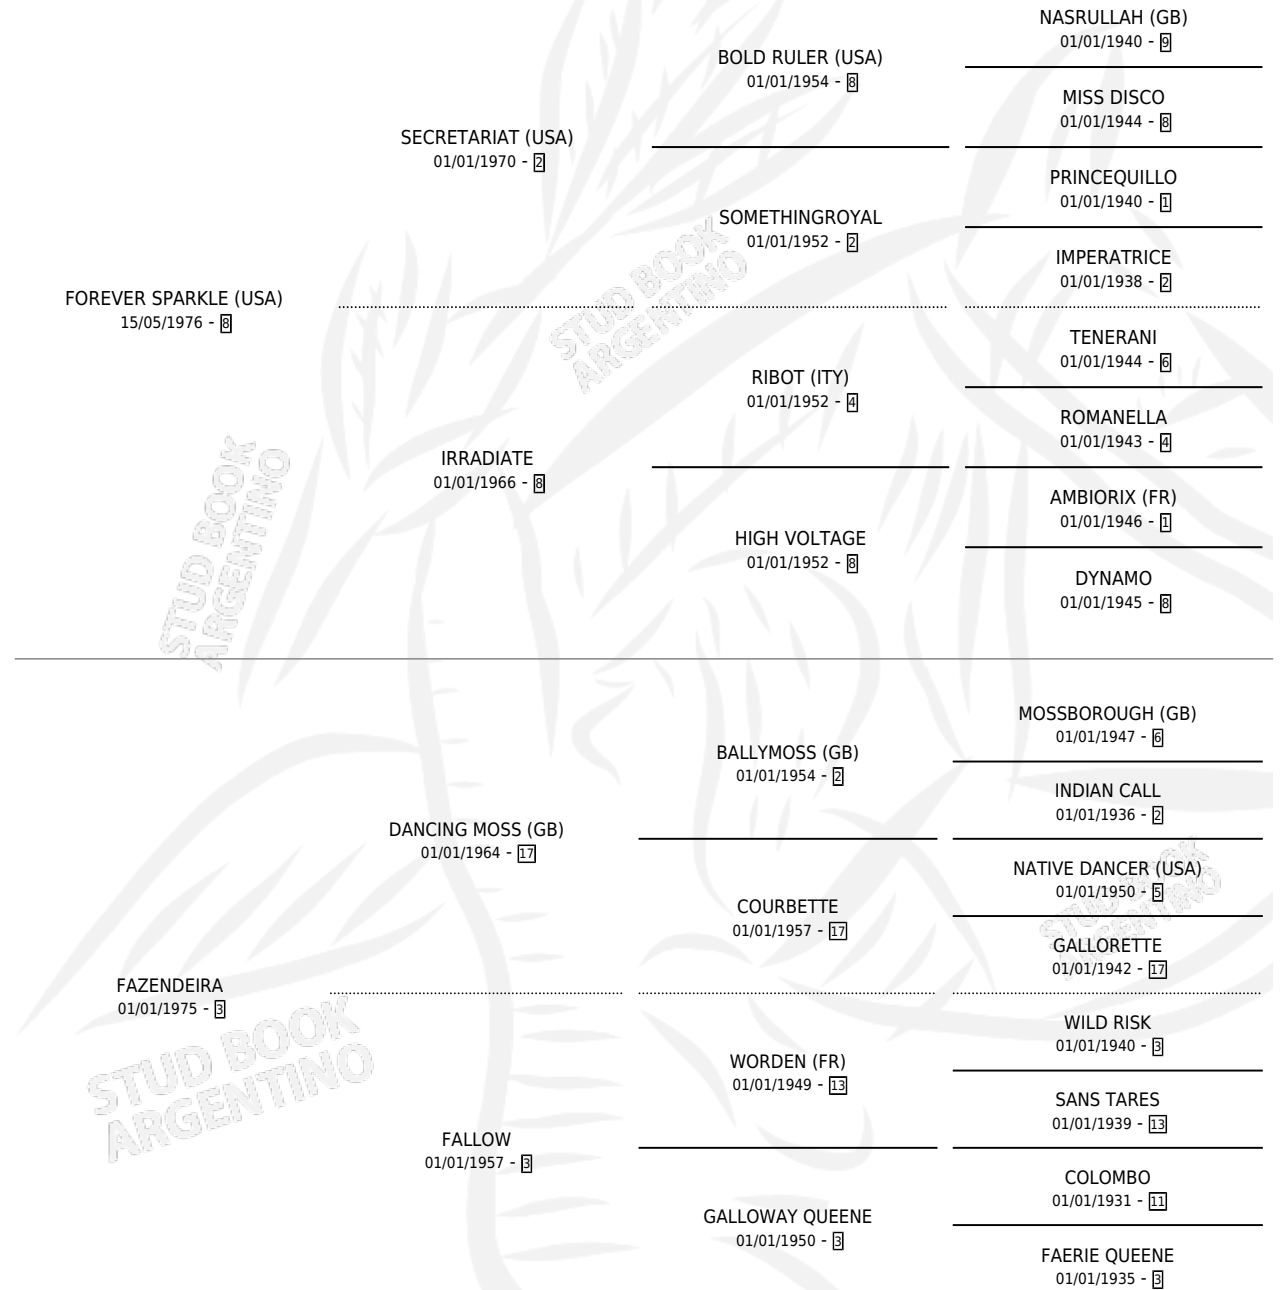 NASRULLAH (GB)
01/01/1940 - 9
BOLD RULER (USA)
01/01/1954 - 8
MISS DISCO
01/01/1944 - 8
SECRETARIAT (USA)
01/01/1970 - 2
PRINCEQUILLO
01/01/1940 - 1
SOMETHINGROYAL
01/01/1952 - 2
IMPERATRICE
01/01/1938 - 2
FOREVER SPARKLE (USA)
15/05/1976 - 8
TENERANI
01/01/1944 - 6
RIBOT (ITY)
01/01/1952 - 4
ROMANELLA
01/01/1943 - 4
IRRADIATE
01/01/1966 - 8
AMBIORIX (FR)
01/01/1946 - 1
HIGH VOLTAGE
01/01/1952 - 8
DYNAMO
01/01/1945 - 8
STUD BOOK
ARGENTINO
STUD BOOK
ARGENTINO
MOSSBOROUGH (GB)
01/01/1947 - 6
BALLYMOSS (GB)
01/01/1954 - 2
INDIAN CALL
01/01/1936 - 2
DANCING MOSS (GB)
01/01/1964 - 17
NATIVE DANCER (USA)
01/01/1950 - 5
COURBETTE
01/01/1957 - 17
GALLORETTE
01/01/1942 - 17
FAZENDEIRA
01/01/1975 - 3
WILD RISK
01/01/1940 - 3
WORDEN (FR)
01/01/1949 - 13
SANS TARES
01/01/1939 - 13
FALLOW
01/01/1957 - 3
COLOMBO
01/01/1931 - 11
GALLOWAY QUEENE
01/01/1950 - 3
FAERIE QUEENE
01/01/1935 - 3
STUD BOOK
ARGENTINO
STUD BOOK
ARGENTINO